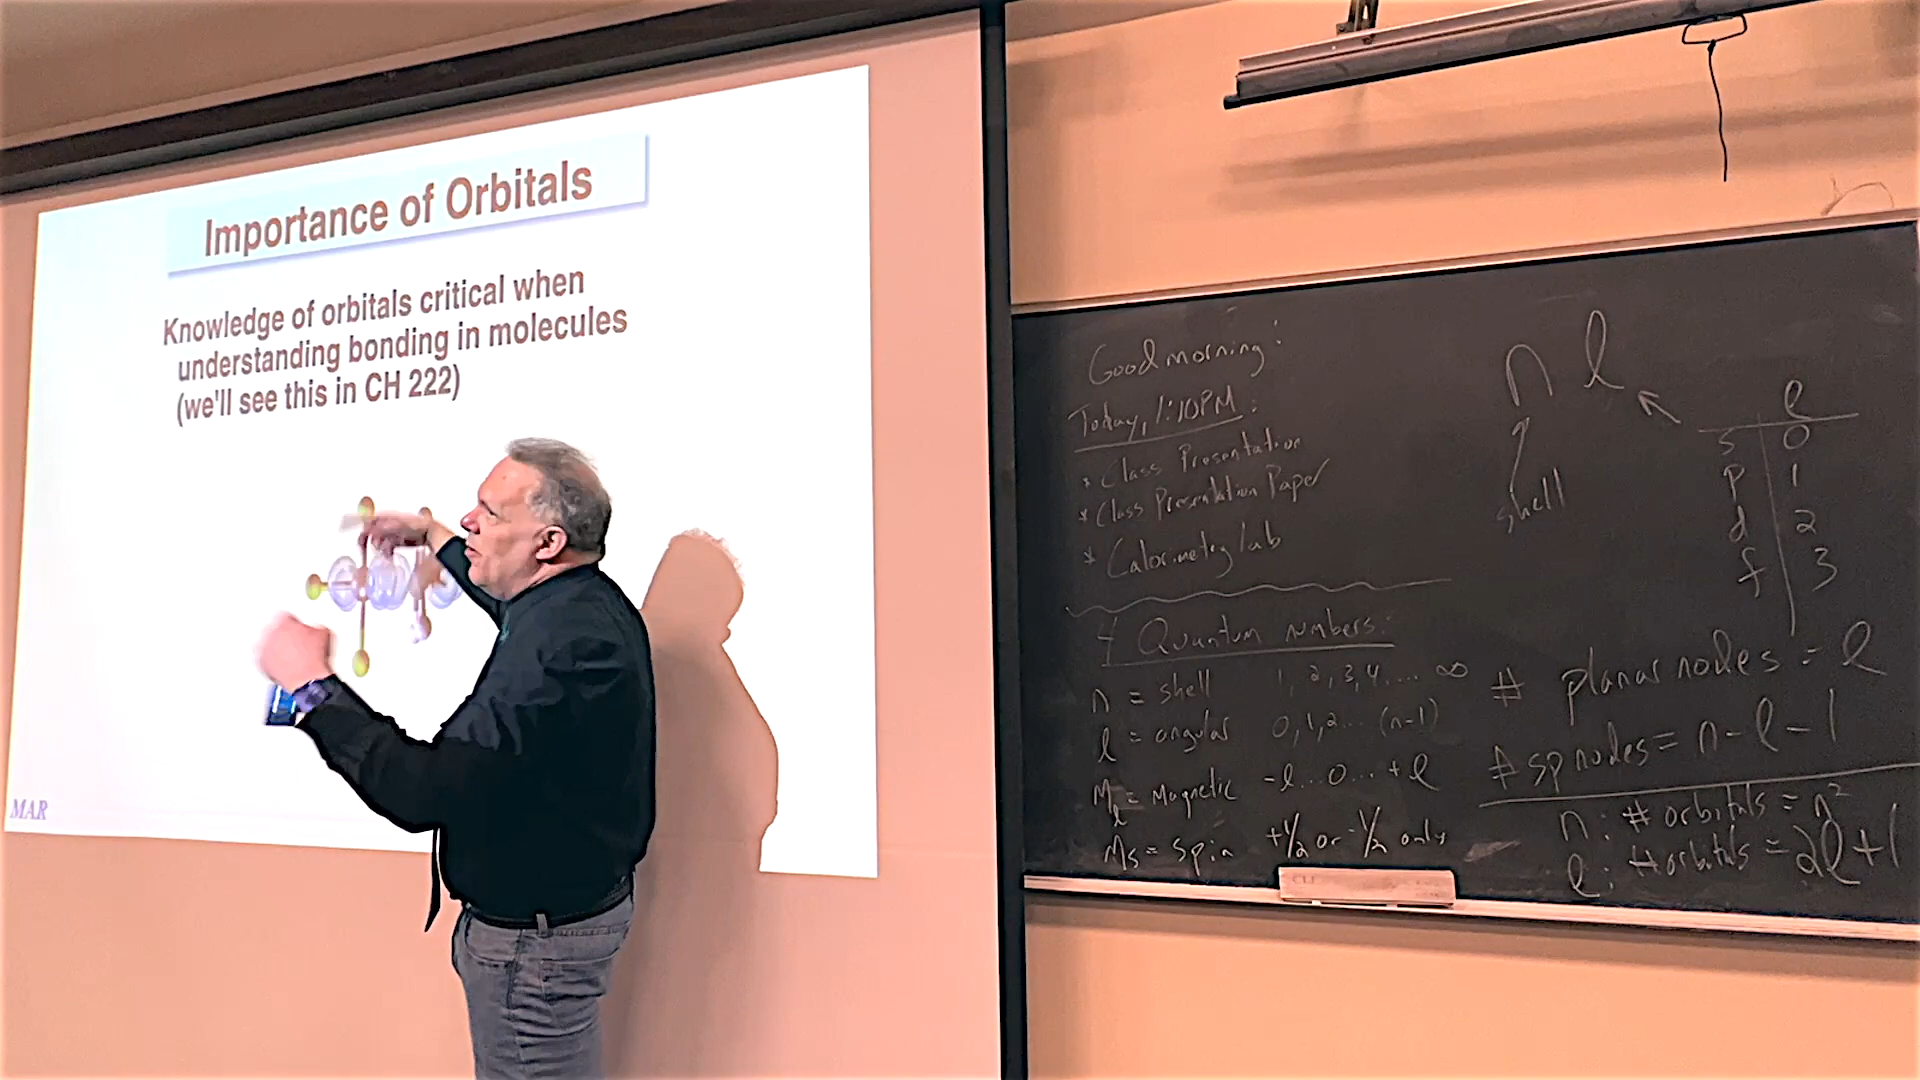 Importance of Orbitals
Knowledge of orbitals critical when
understanding bonding in molecules
(we'll see this in CH 222)
MAR
Good morning:
Today, 1:10PM:
* Class Presentation
* Class Presentation Paper
* Calorimetry lab
4 Quantum numbers:
n = shell 1, 2, 3, 4, ... ∞
l = angular 0, 1, 2 ... (n-1)
Ml = Magnetic -l ... 0 ... +l
Ms = spin +1/2 or -1/2 only
n l
shell
l
s 0
p 1
d 2
f 3
# planar nodes = l
# sp nodes = n - l - 1
n: # orbitals = n²
l: # orbitals = 2l + 1